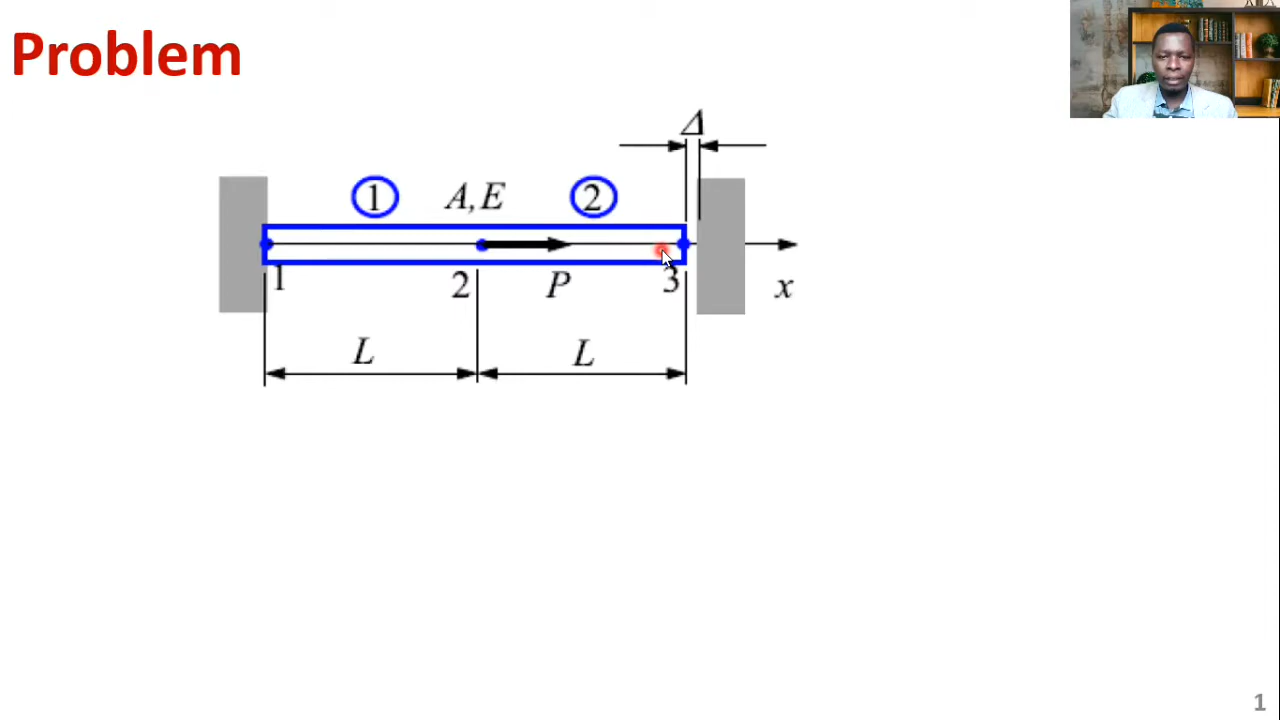 Problem
Δ
1 A, E 2
1 2 P 3 x
L L
1